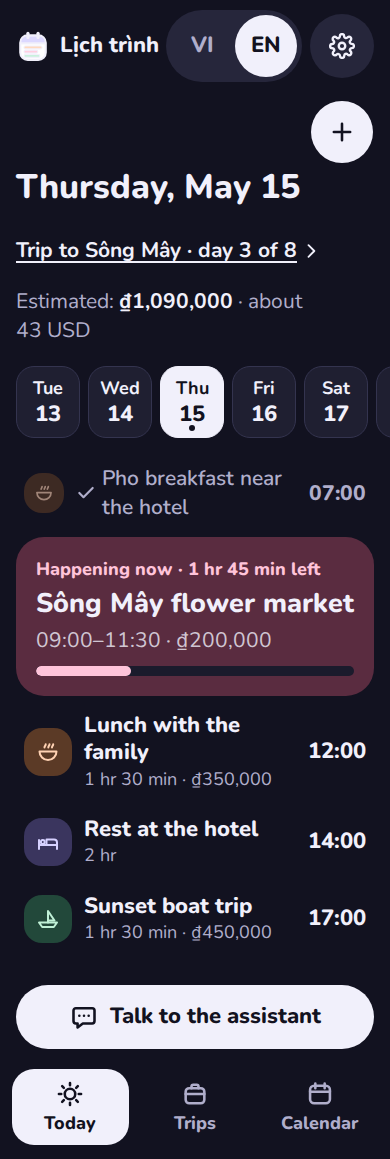 Lịch trình
VI
EN
Thursday, May 15
Trip to Sông Mây · day 3 of 8
Estimated: ₫1,090,000 · about
43 USD
Tue
13
Wed
14
Thu
15
Fri
16
Sat
17
Pho breakfast near
the hotel
07:00
Happening now · 1 hr 45 min left
Sông Mây flower market
09:00–11:30 · ₫200,000
Lunch with the
family
1 hr 30 min · ₫350,000
12:00
Rest at the hotel
2 hr
14:00
Sunset boat trip
1 hr 30 min · ₫450,000
17:00
Talk to the assistant
Today
Trips
Calendar